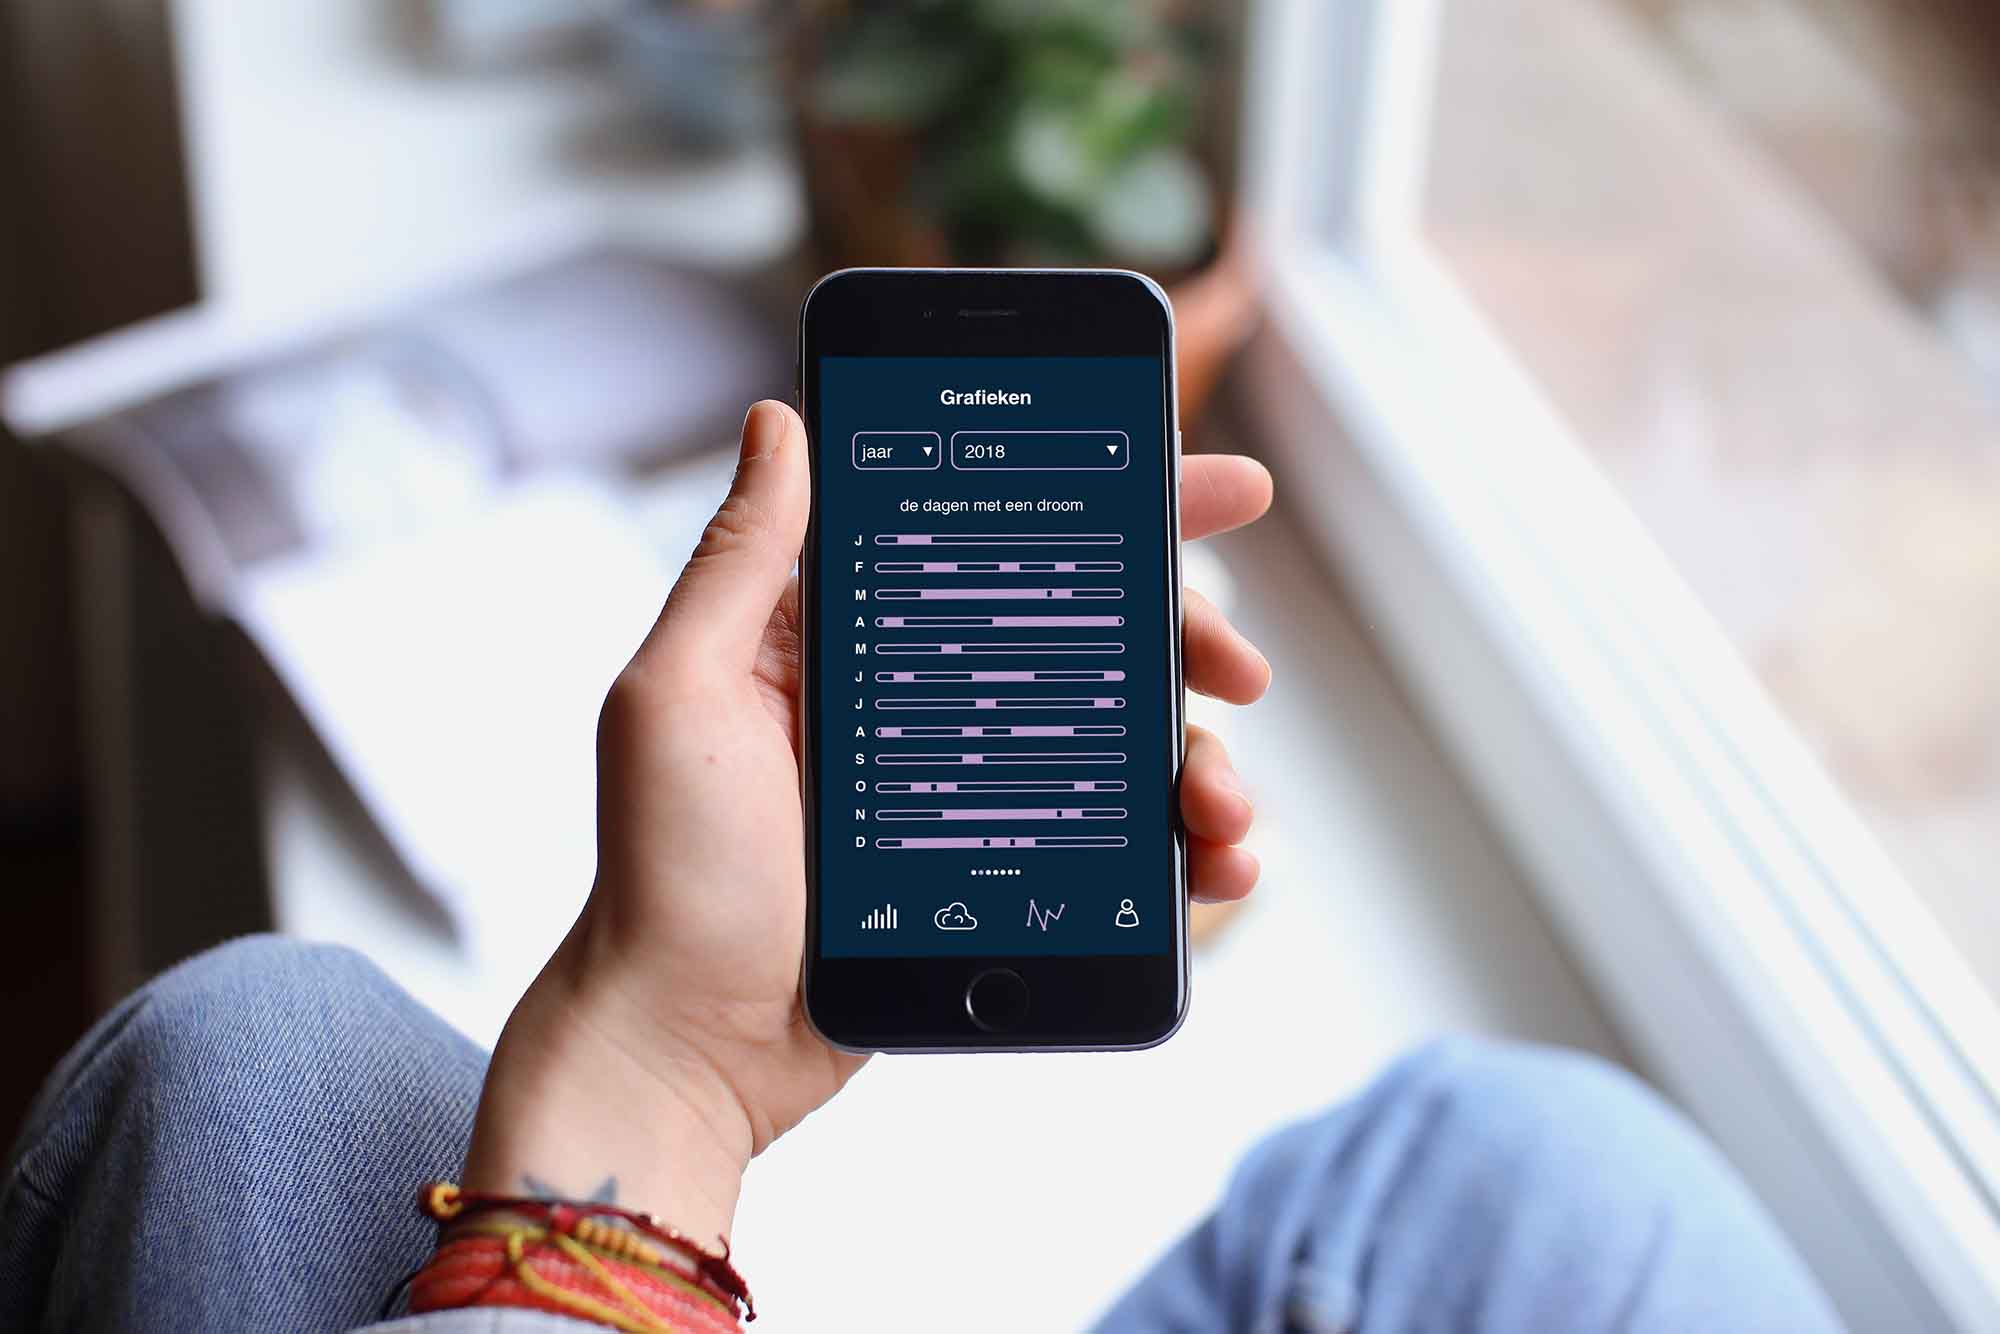 Grafieken
jaar ▼ 2018 ▼
de dagen met een droom
J
F
M
A
M
J
J
A
S
O
N
D